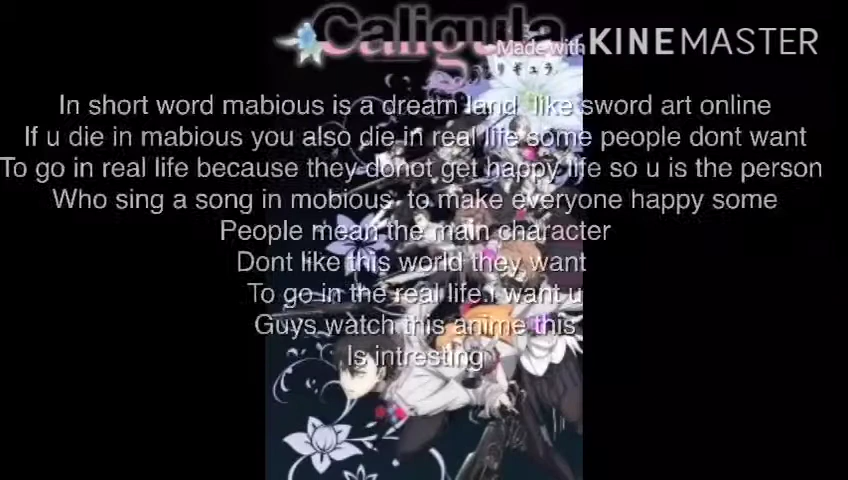 Caligula
Made with KINEMASTER
リギュラ
In short word mabious is a dream land like sword art online
If u die in mabious you also die in real life some people dont want
To go in real life because they donot get happy life so u is the person
Who sing a song in mobious to make everyone happy some
People mean the main character
Dont like this world they want
To go in the real life.i want u
Guys watch this anime this
Is intresting